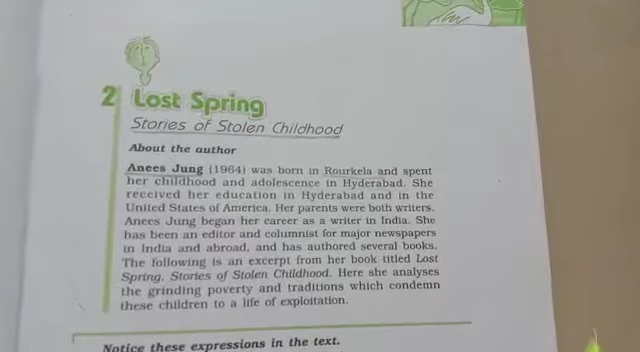 2 Lost Spring
Stories of Stolen Childhood
About the author
Anees Jung (1964) was born in Rourkela and spent
her childhood and adolescence in Hyderabad. She
received her education in Hyderabad and in the
United States of America. Her parents were both writers.
Anees Jung began her career as a writer in India. She
has been an editor and columnist for major newspapers
in India and abroad, and has authored several books.
The following is an excerpt from her book titled Lost
Spring, Stories of Stolen Childhood. Here she analyses
the grinding poverty and traditions which condemn
these children to a life of exploitation.
Notice these expressions in the text.